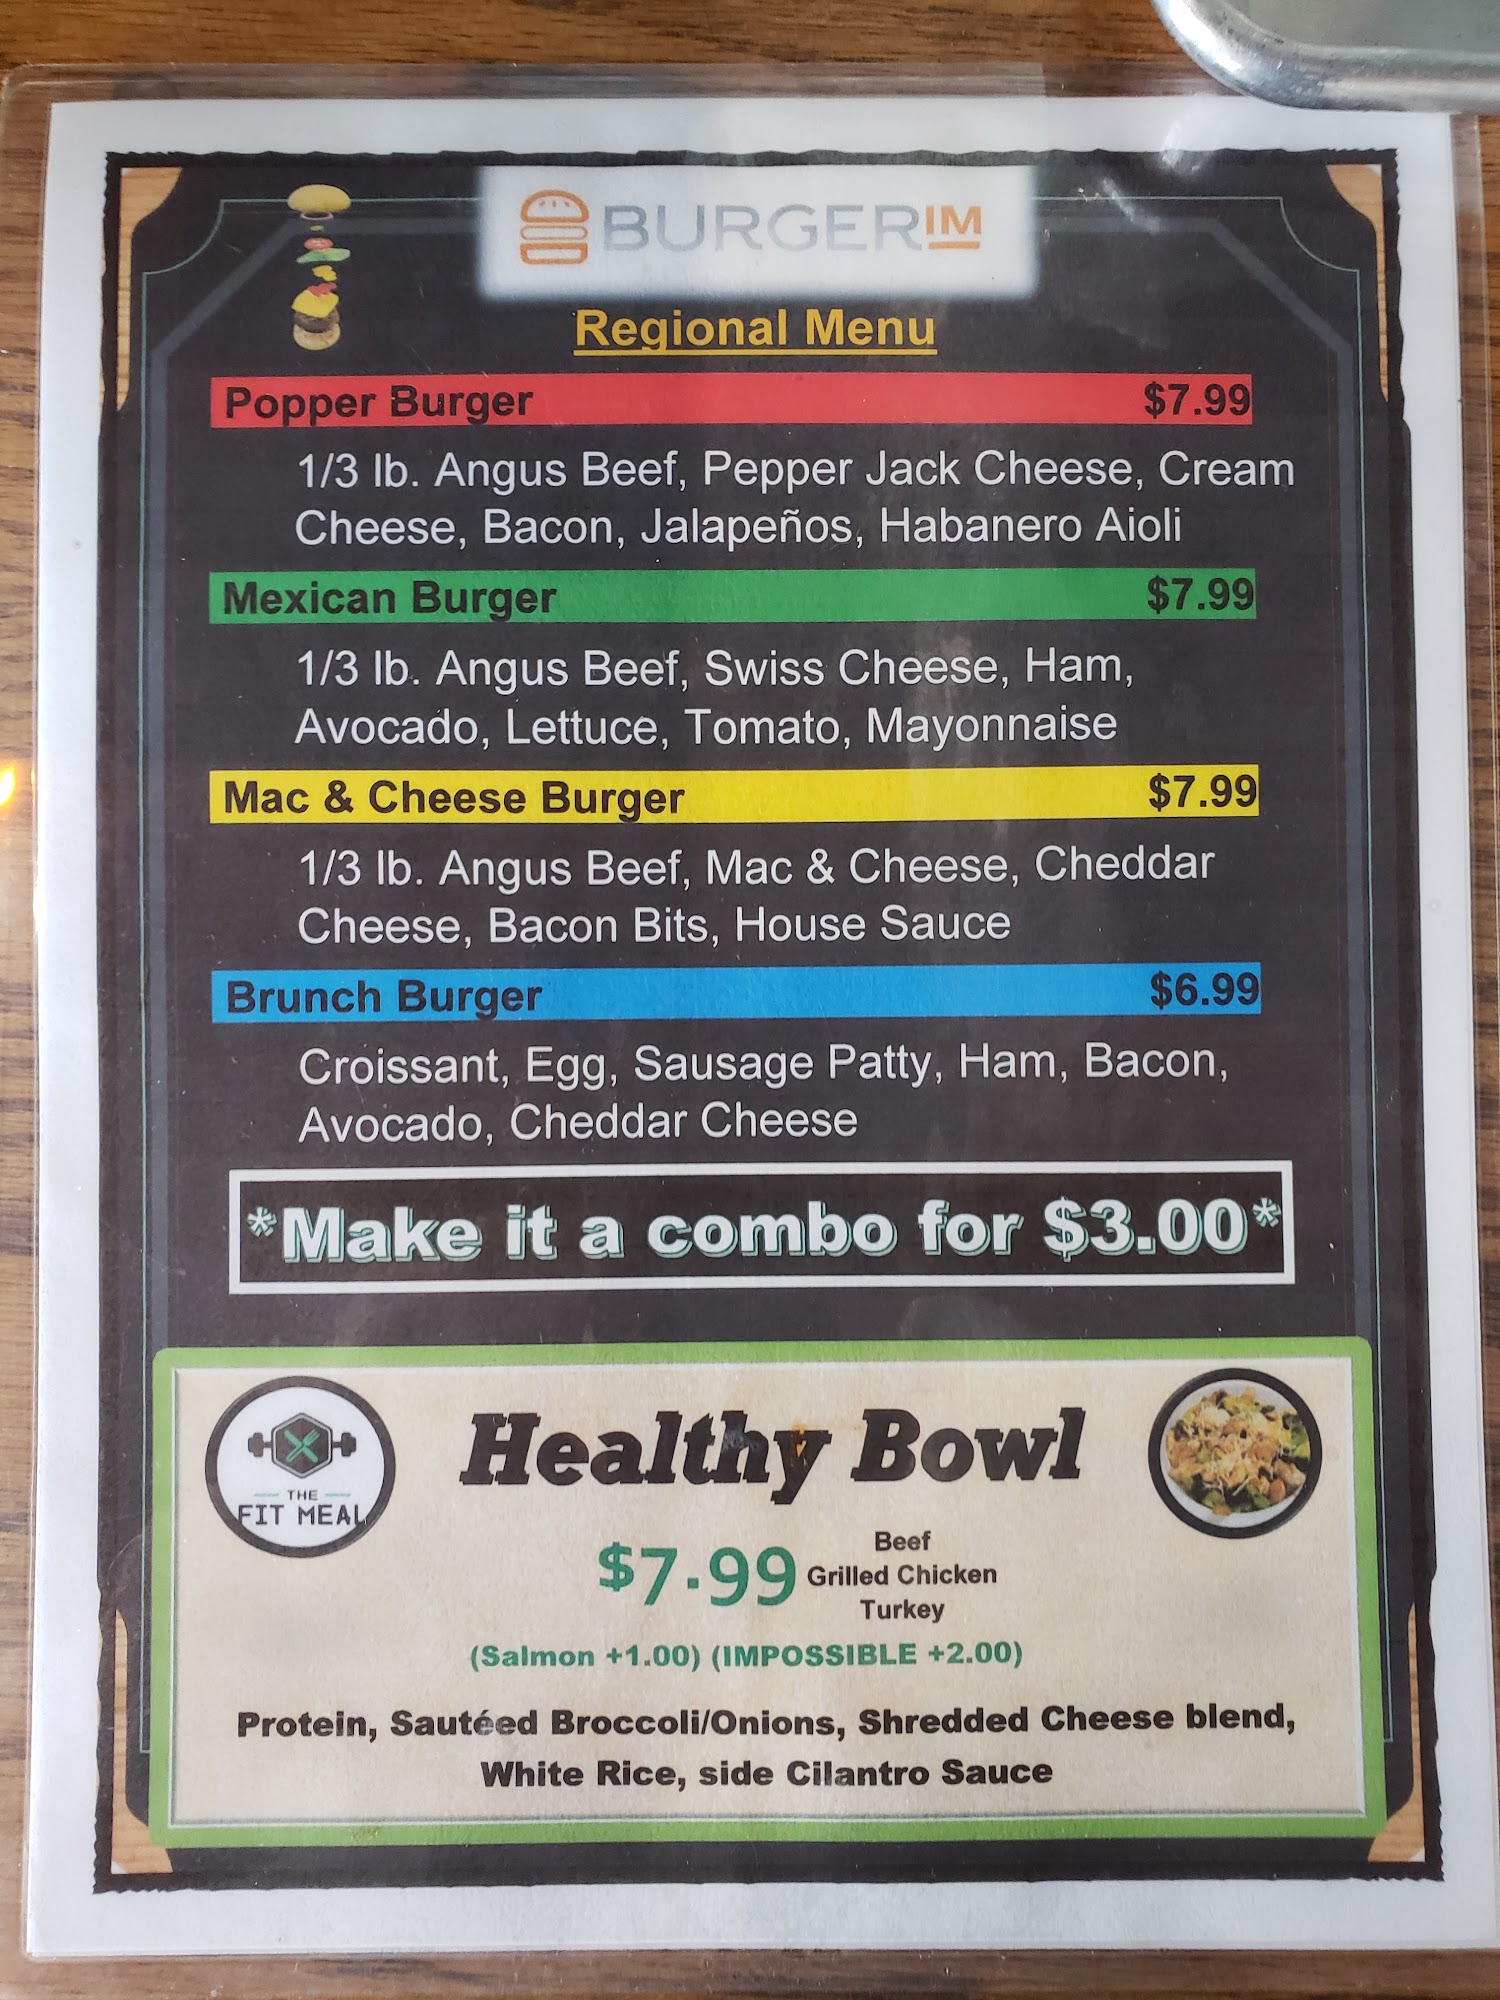 BURGERIM
Regional Menu
Popper Burger $7.99
1/3 lb. Angus Beef, Pepper Jack Cheese, Cream
Cheese, Bacon, Jalapeños, Habanero Aioli
Mexican Burger $7.99
1/3 lb. Angus Beef, Swiss Cheese, Ham,
Avocado, Lettuce, Tomato, Mayonnaise
Mac & Cheese Burger $7.99
1/3 lb. Angus Beef, Mac & Cheese, Cheddar
Cheese, Bacon Bits, House Sauce
Brunch Burger $6.99
Croissant, Egg, Sausage Patty, Ham, Bacon,
Avocado, Cheddar Cheese
*Make it a combo for $3.00*
THE
FIT MEAL
Healthy Bowl
$7.99
Beef
Grilled Chicken
Turkey
(Salmon +1.00) (IMPOSSIBLE +2.00)
Protein, Sautéed Broccoli/Onions, Shredded Cheese blend,
White Rice, side Cilantro Sauce